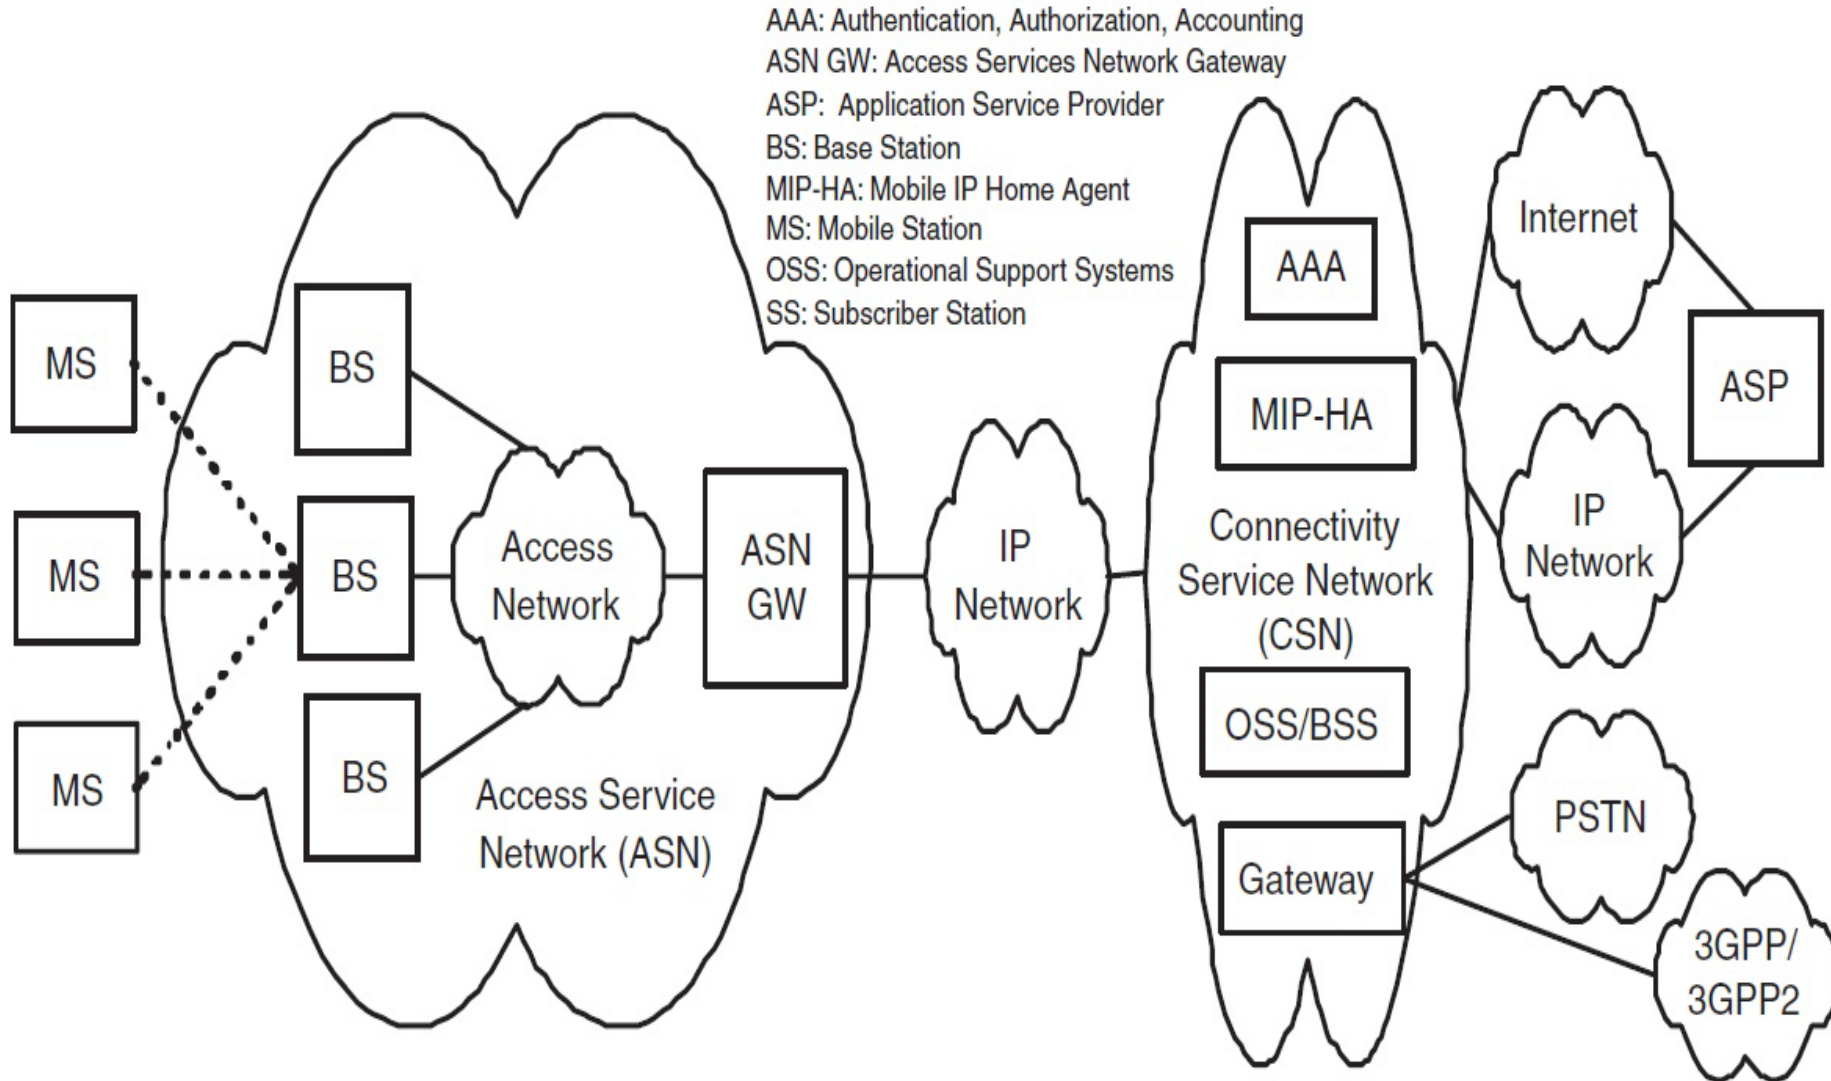 AAA: Authentication, Authorization, Accounting
ASN GW: Access Services Network Gateway
ASP: Application Service Provider
BS: Base Station
MIP-HA: Mobile IP Home Agent
MS: Mobile Station
OSS: Operational Support Systems
SS: Subscriber Station
MS
MS
MS
BS
BS
BS
Access
Network
ASN
GW
Access Service
Network (ASN)
IP
Network
AAA
MIP-HA
Connectivity
Service Network
(CSN)
OSS/BSS
Gateway
Internet
ASP
IP
Network
PSTN
3GPP/
3GPP2